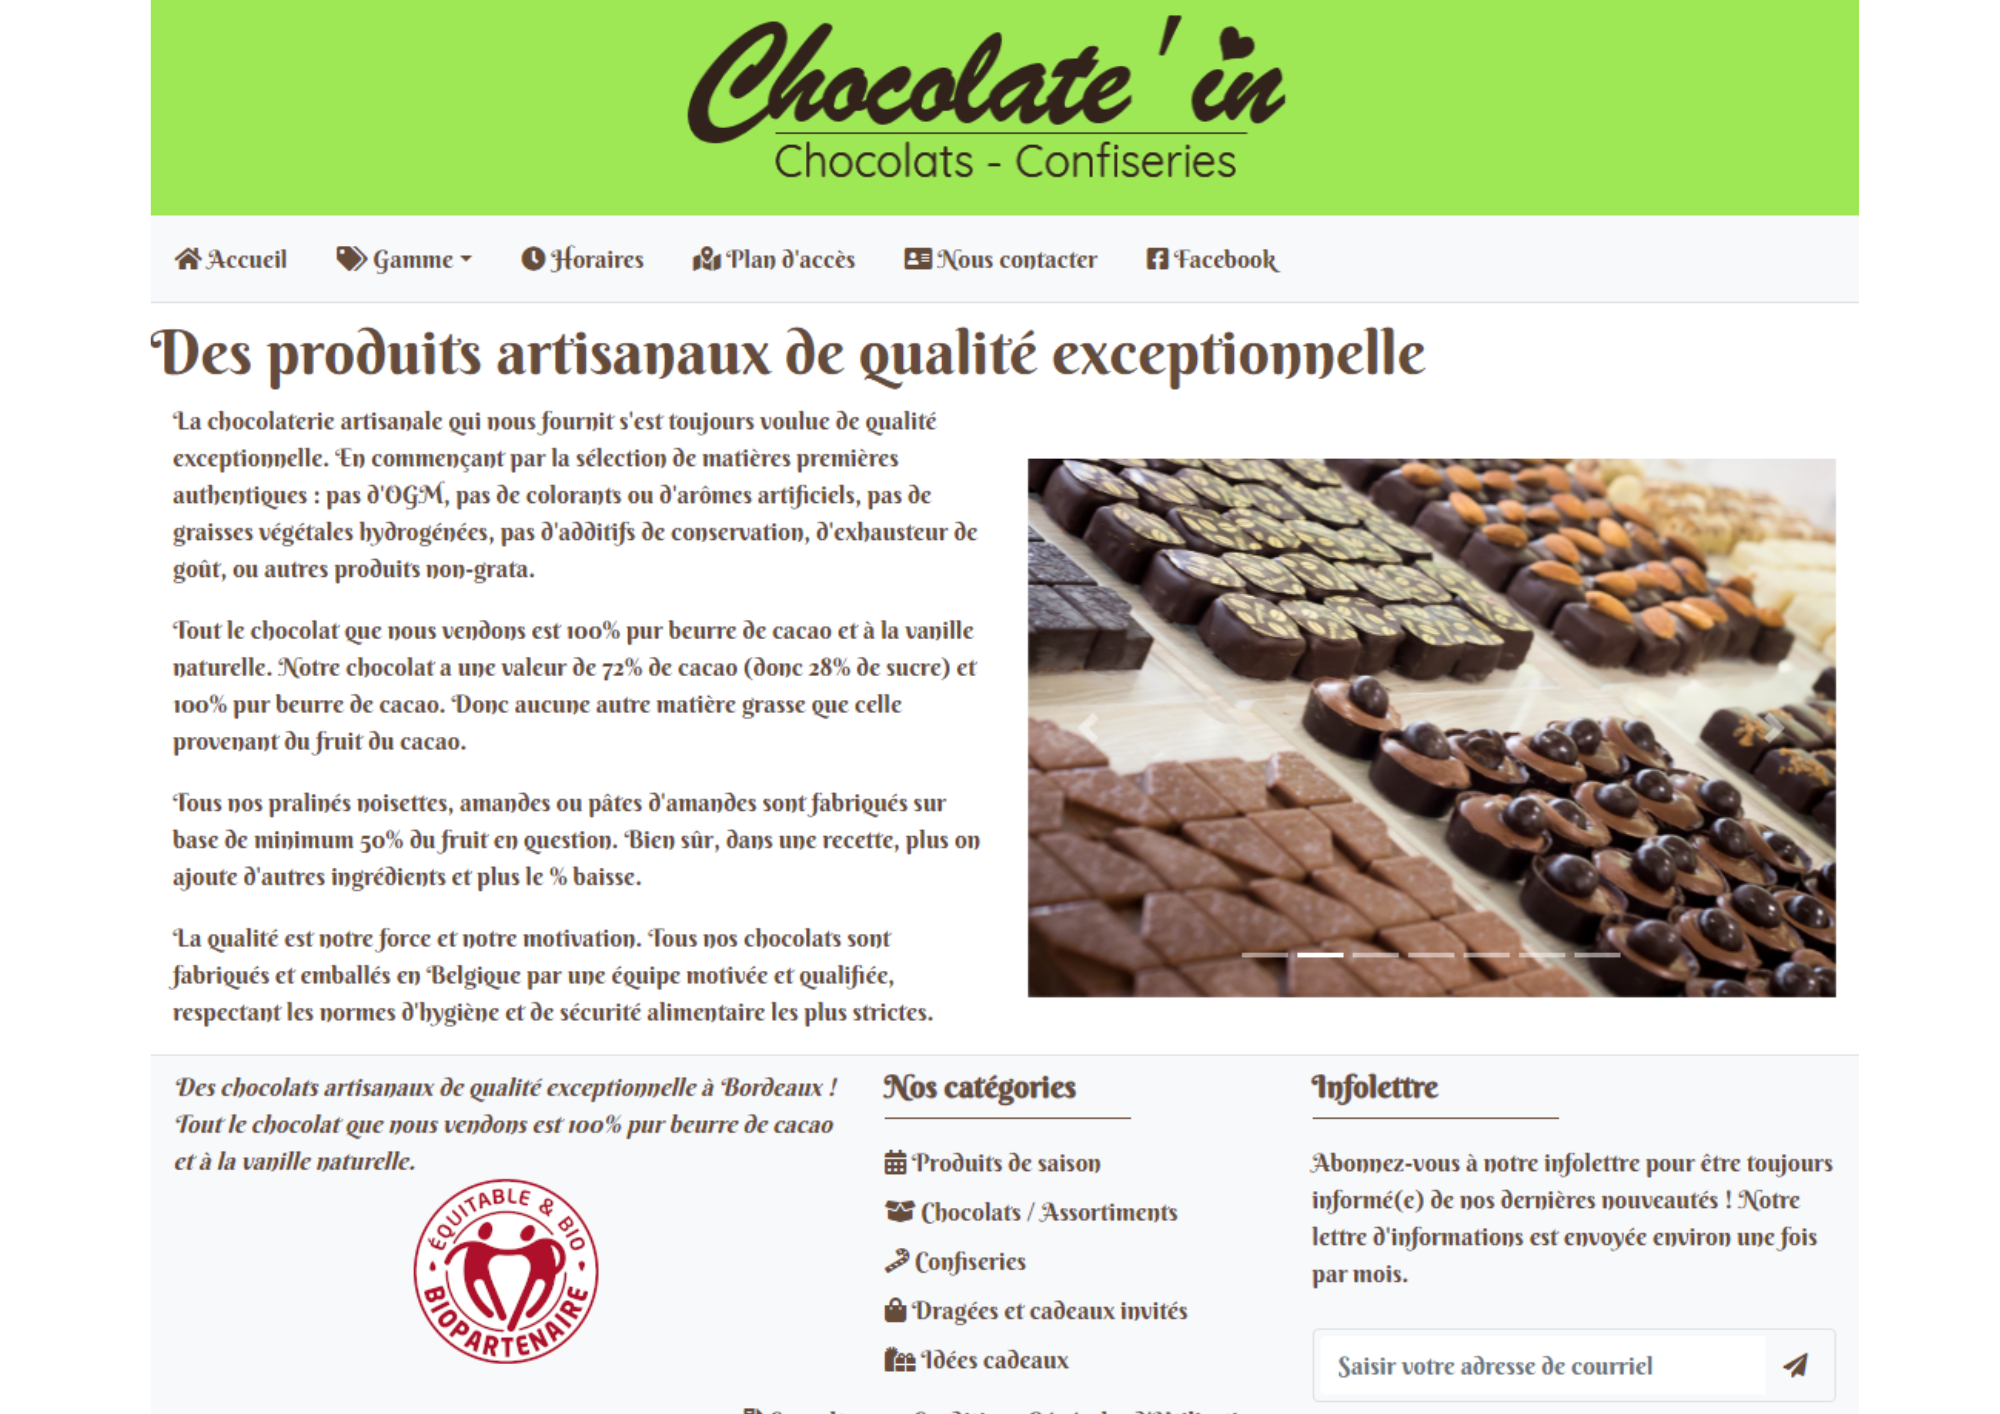 Chocolate'in
Chocolats - Confiseries
Accueil Gamme Horaires Plan d'accès Nous contacter Facebook
Des produits artisanaux de qualité exceptionnelle
La chocolaterie artisanale qui nous fournit s'est toujours voulue de qualité
exceptionnelle. En commençant par la sélection de matières premières
authentiques : pas d'OGM, pas de colorants ou d'arômes artificiels, pas de
graisses végétales hydrogénées, pas d'additifs de conservation, d'exhausteur de
goût, ou autres produits non-grata.
Tout le chocolat que nous vendons est 100% pur beurre de cacao et à la vanille
naturelle. Notre chocolat a une valeur de 72% de cacao (donc 28% de sucre) et
100% pur beurre de cacao. Donc aucune autre matière grasse que celle
provenant du fruit du cacao.
Tous nos pralinés noisettes, amandes ou pâtes d'amandes sont fabriqués sur
base de minimum 50% du fruit en question. Bien sûr, dans une recette, plus on
ajoute d'autres ingrédients et plus le % baisse.
La qualité est notre force et notre motivation. Tous nos chocolats sont
fabriqués et emballés en Belgique par une équipe motivée et qualifiée,
respectant les normes d'hygiène et de sécurité alimentaire les plus strictes.
Des chocolats artisanaux de qualité exceptionnelle à Bordeaux !
Tout le chocolat que nous vendons est 100% pur beurre de cacao
et à la vanille naturelle.
ÉQUITABLE & BIO
BIOPARTENAIRE
Nos catégories
Produits de saison
Chocolats / Assortiments
Confiseries
Dragées et cadeaux invités
Idées cadeaux
Infolettre
Abonnez-vous à notre infolettre pour être toujours
informé(e) de nos dernières nouveautés ! Notre
lettre d'informations est envoyée environ une fois
par mois.
Saisir votre adresse de courriel